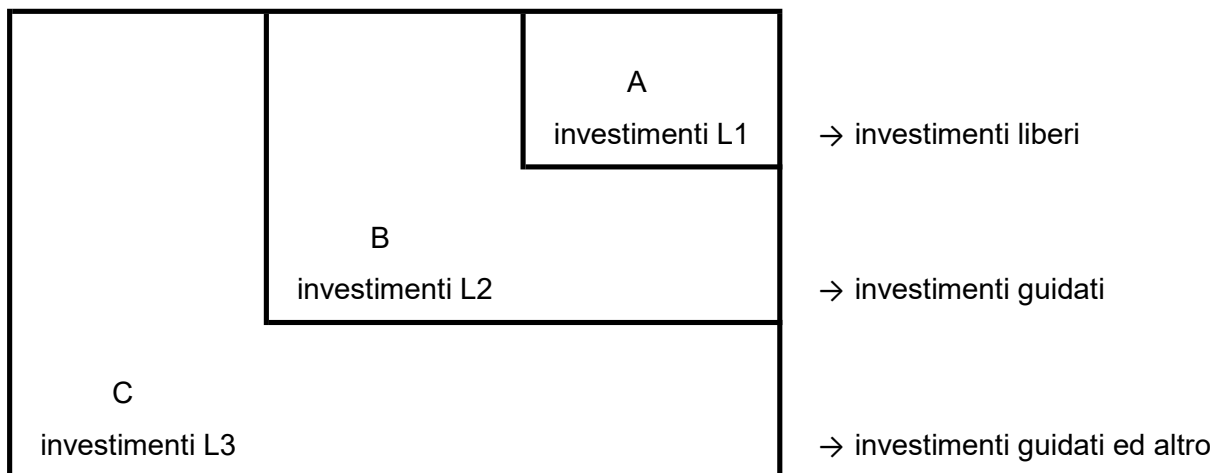 A
investimenti L1 → investimenti liberi
B
investimenti L2 → investimenti guidati
C
investimenti L3 → investimenti guidati ed altro